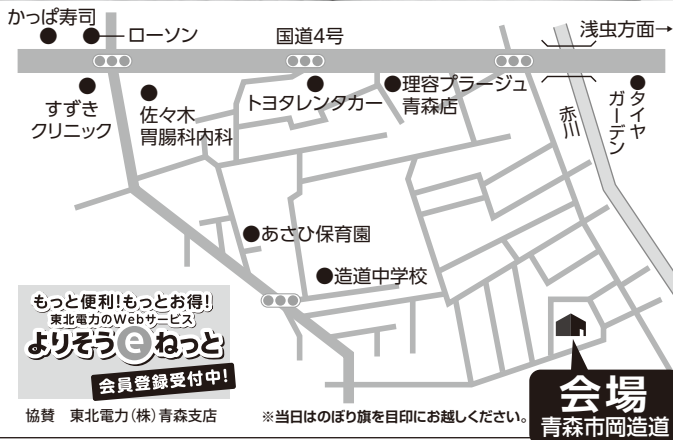 かっぱ寿司
ローソン
国道4号
浅虫方面→
すずき
クリニック
佐々木
胃腸科内科
トヨタレンタカー
理容プラージュ
青森店
赤川
タイヤ
ガーデン
あさひ保育園
造道中学校
もっと便利!もっとお得!
東北電力のWebサービス
よりそうeねっと
会員登録受付中!
協賛 東北電力(株)青森支店
※当日はのぼり旗を目印にお越しください。
会場
青森市岡造道